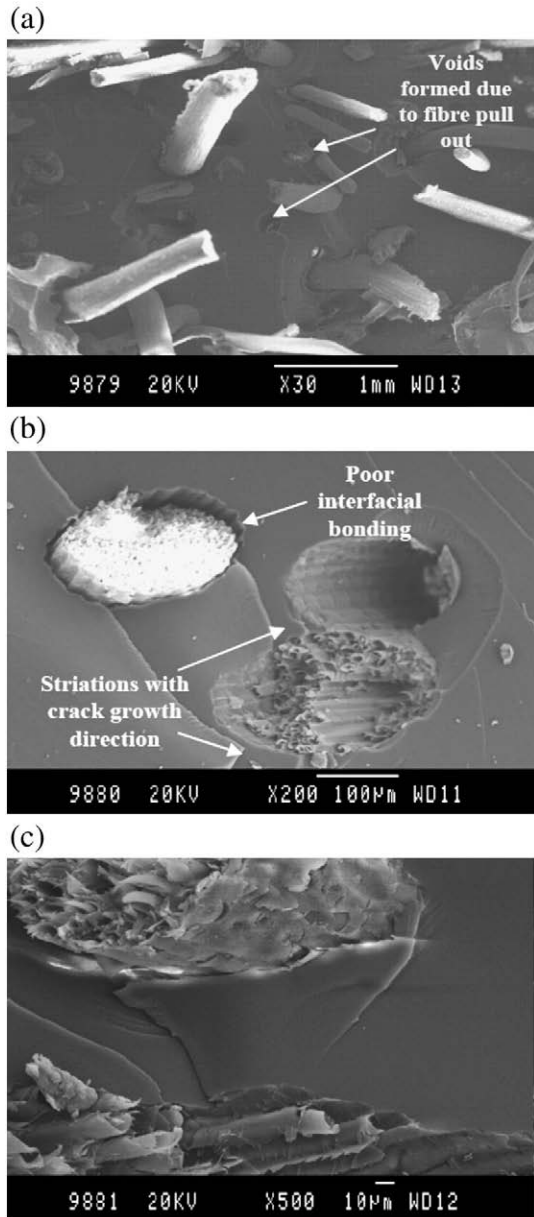 (a)
Voids
formed due
to fibre pull
out
9879 20KV X30 1mm WD13
(b)
Poor
interfacial
bonding
Striations with
crack growth
direction
9880 20KV X200 100µm WD11
(c)
9881 20KV X500 10µm WD12